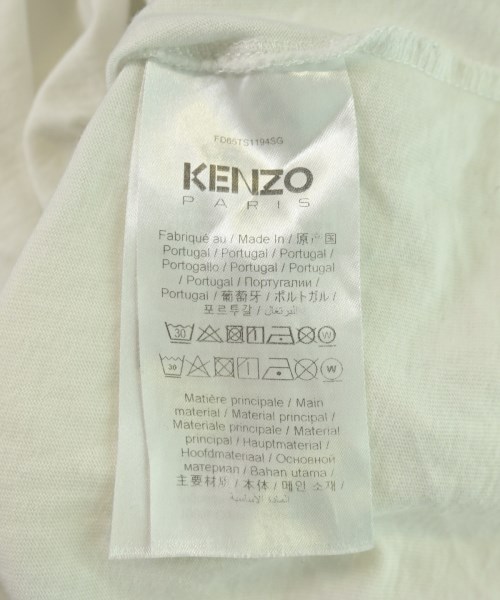 FD65TS1194SG
KENZO
PARIS
Fabriqué au / Made In / 原产国
Portugal / Portugal / Portugal /
Portogallo / Portugal / Portugal
/ Portugal / Португалии /
Portugal / 葡萄牙 / ポルトガル /
포르투갈 / البرتغال
30 W
30 W
Matière principale / Main
material / Material principal /
Materiale principale / Material
principal / Hauptmaterial /
Hoofdmateriaal / Основной
материал / Bahan utama /
主要材料 / 本体 / 메인 소재 /